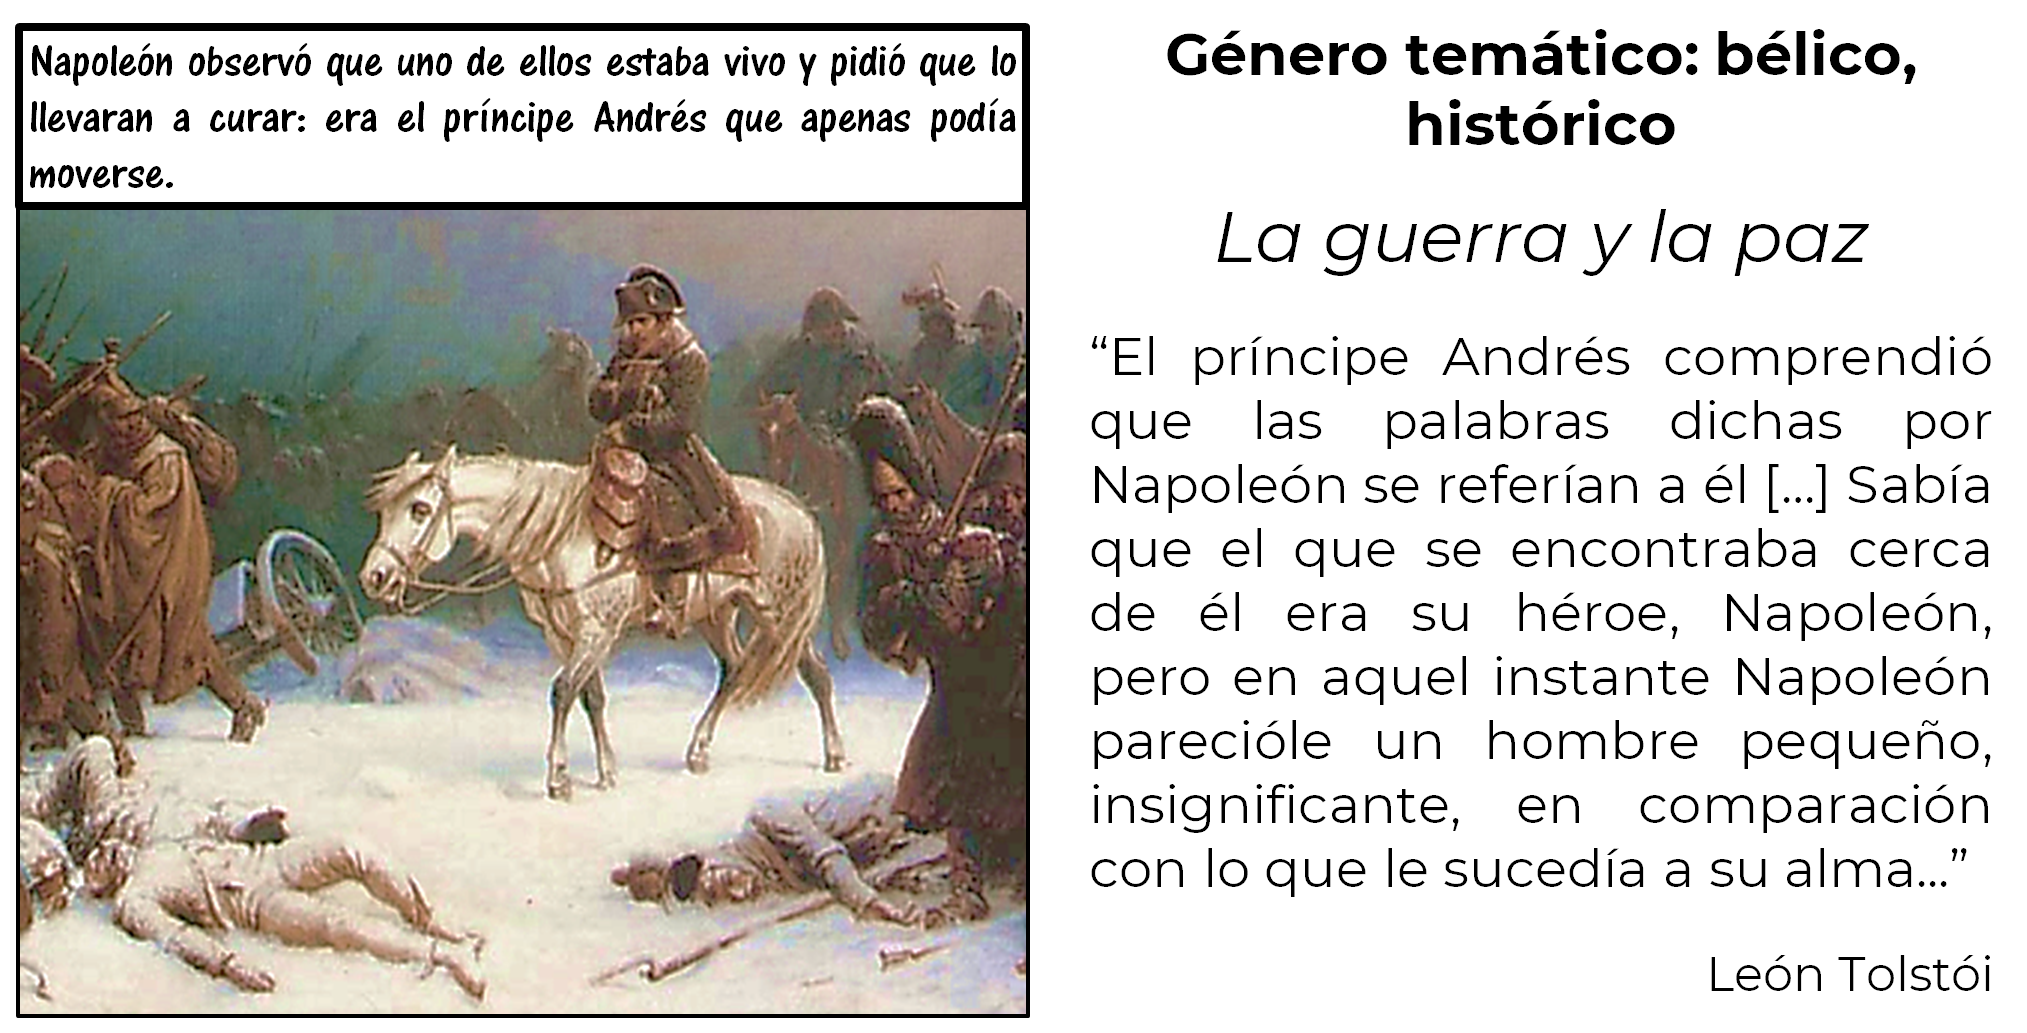 Napoleón observó que uno de ellos estaba vivo y pidió que lo
llevaran a curar: era el príncipe Andrés que apenas podía
moverse.
Género temático: bélico,
histórico
La guerra y la paz
“El príncipe Andrés comprendió
que las palabras dichas por
Napoleón se referían a él [...] Sabía
que el que se encontraba cerca
de él era su héroe, Napoleón,
pero en aquel instante Napoleón
parecióle un hombre pequeño,
insignificante, en comparación
con lo que le sucedía a su alma...”
León Tolstói